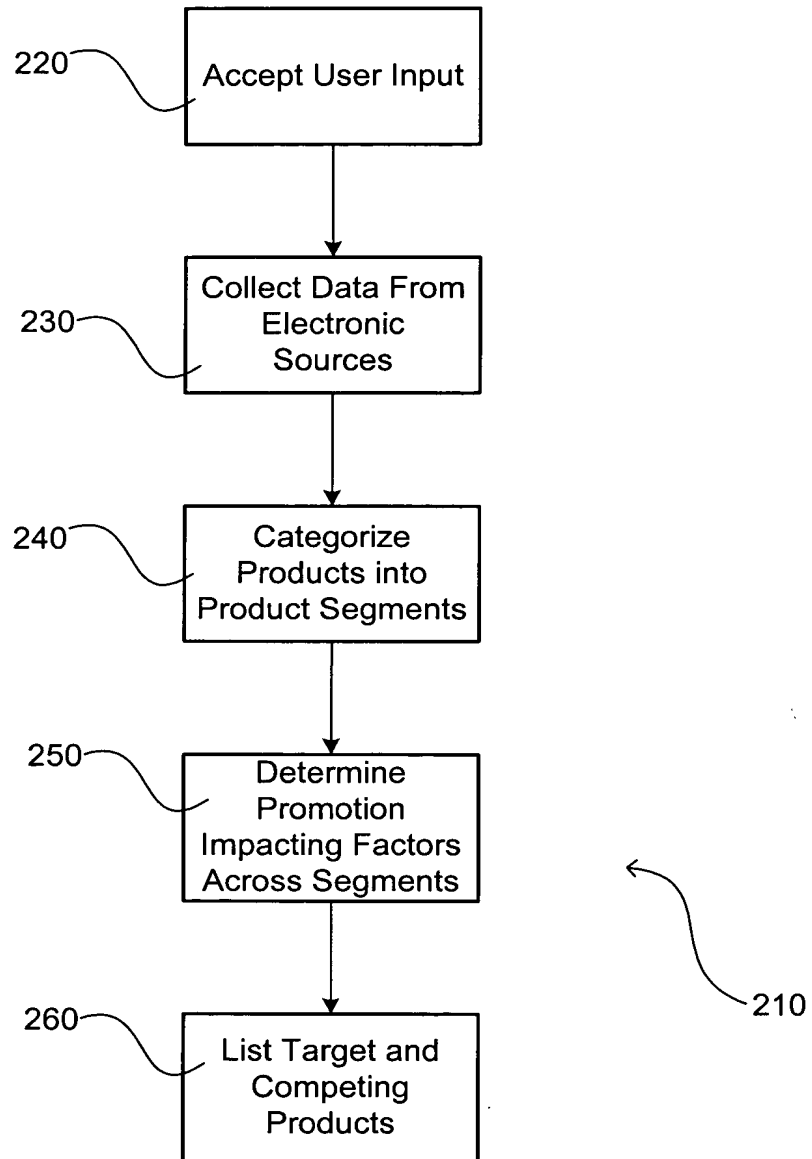 220
Accept User Input
230
Collect Data From
Electronic
Sources
240
Categorize
Products into
Product Segments
250
Determine
Promotion
Impacting Factors
Across Segments
210
260
List Target and
Competing
Products